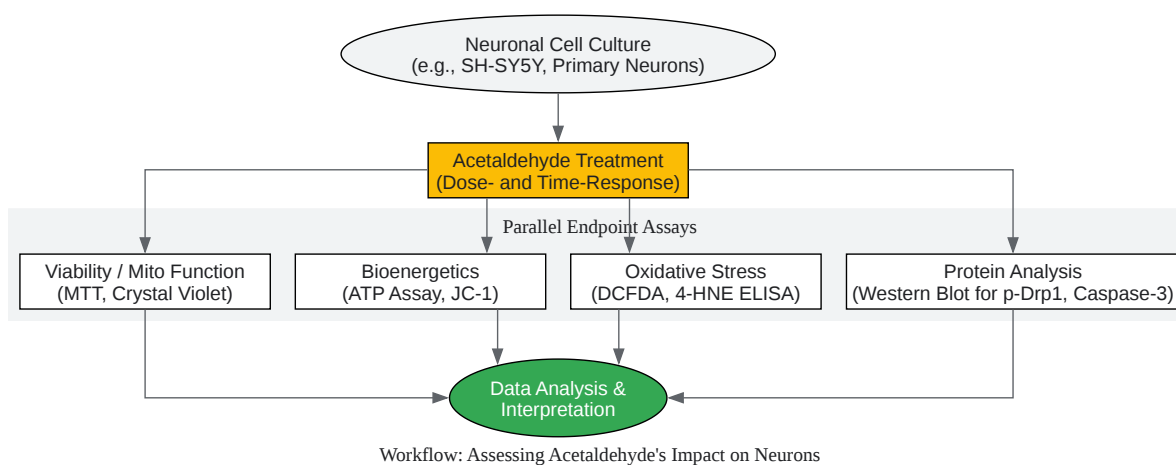 Neuronal Cell Culture
(e.g., SH-SY5Y, Primary Neurons)
Acetaldehyde Treatment
(Dose- and Time-Response)
Parallel Endpoint Assays
Viability / Mito Function
(MTT, Crystal Violet)
Bioenergetics
(ATP Assay, JC-1)
Oxidative Stress
(DCFDA, 4-HNE ELISA)
Protein Analysis
(Western Blot for p-Drp1, Caspase-3)
Data Analysis &
Interpretation
Workflow: Assessing Acetaldehyde's Impact on Neurons